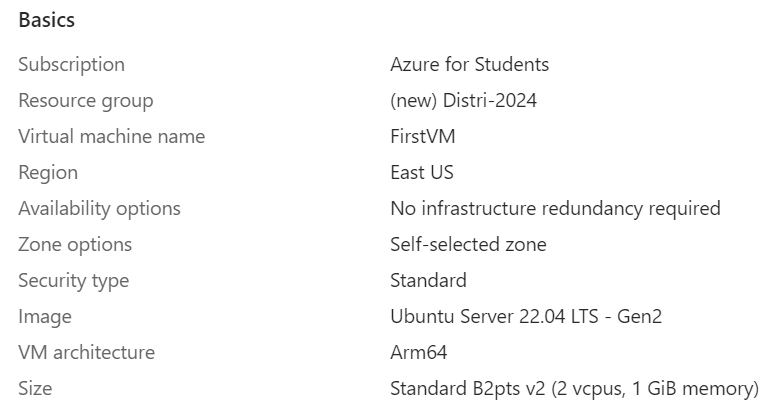 Basics
Subscription Azure for Students
Resource group (new) Distri-2024
Virtual machine name FirstVM
Region East US
Availability options No infrastructure redundancy required
Zone options Self-selected zone
Security type Standard
Image Ubuntu Server 22.04 LTS - Gen2
VM architecture Arm64
Size Standard B2pts v2 (2 vcpus, 1 GiB memory)